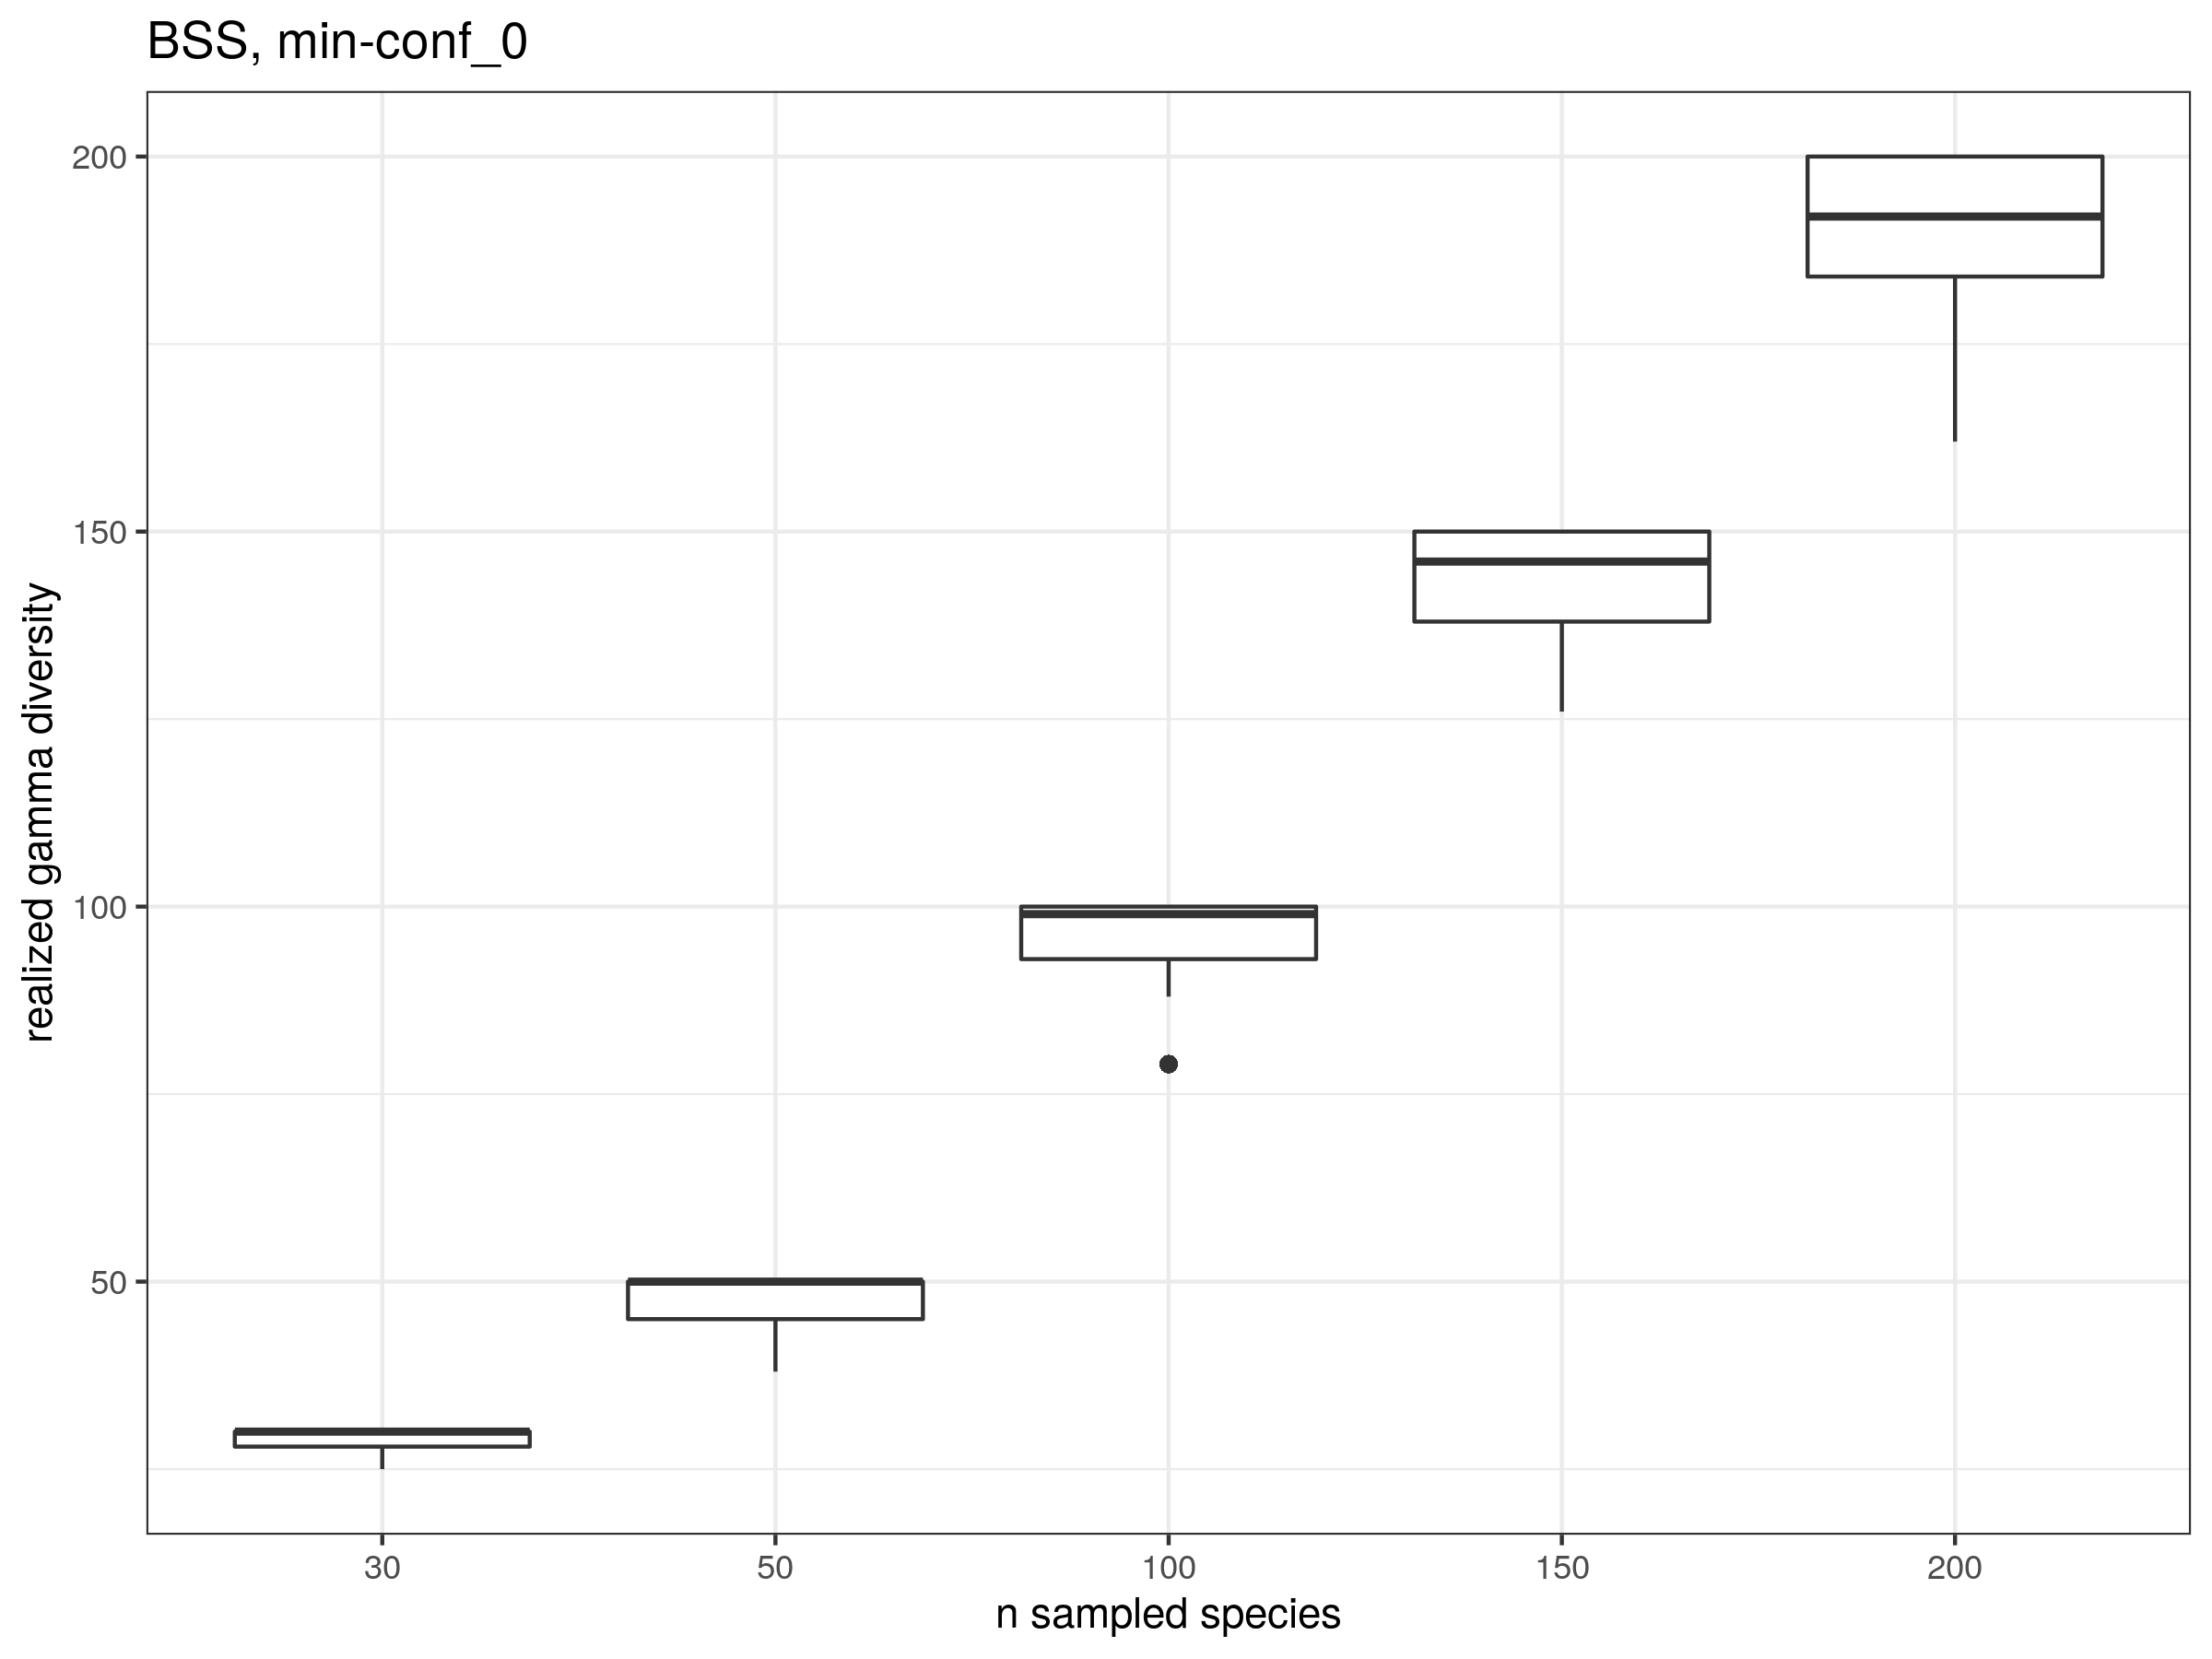 BSS, min-conf_0
realized gamma diversity
200
150
100
50
30 50 100 150 200
n sampled species